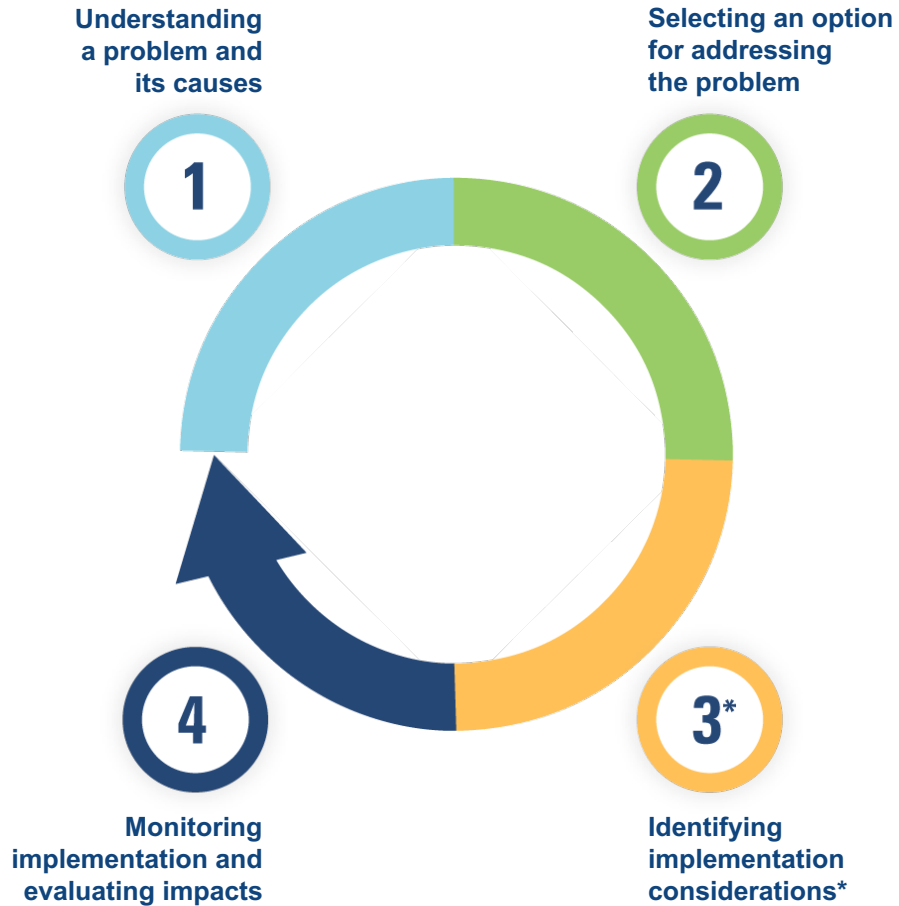 Understanding
a problem and
its causes
1
Selecting an option
for addressing
the problem
2
3*
Identifying
implementation
considerations*
4
Monitoring
implementation and
evaluating impacts